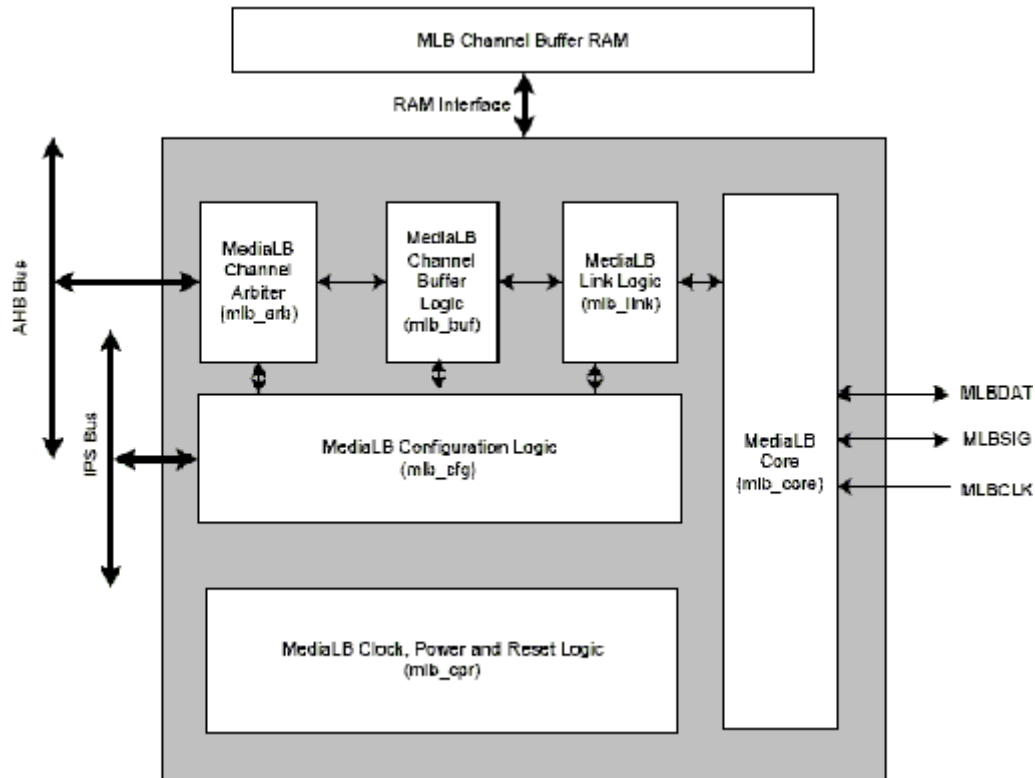 MLB Channel Buffer RAM
RAM Interface
AHB Bus
IPS Bus
MediaLB
Channel
Arbiter
(mlb_arb)
MediaLB
Channel
Buffer
Logic
(mlb_buf)
MediaLB
Link Logic
(mlb_link)
MediaLB Configuration Logic
(mlb_cfg)
MediaLB
Core
(mlb_core)
MLBDAT
MLBSIG
MLBCLK
MediaLB Clock, Power and Reset Logic
(mlb_cpr)